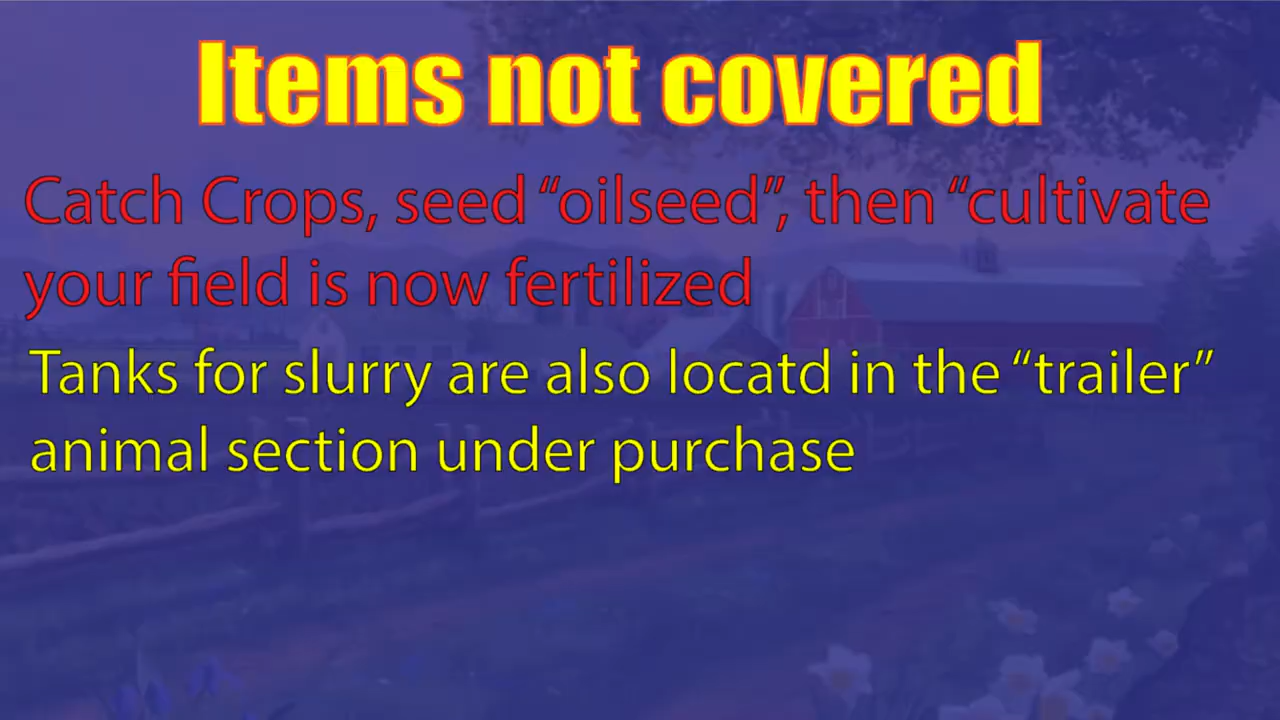 Items not covered
Catch Crops, seed “oilseed”, then “cultivate
your field is now fertilized
Tanks for slurry are also locatd in the “trailer”
animal section under purchase